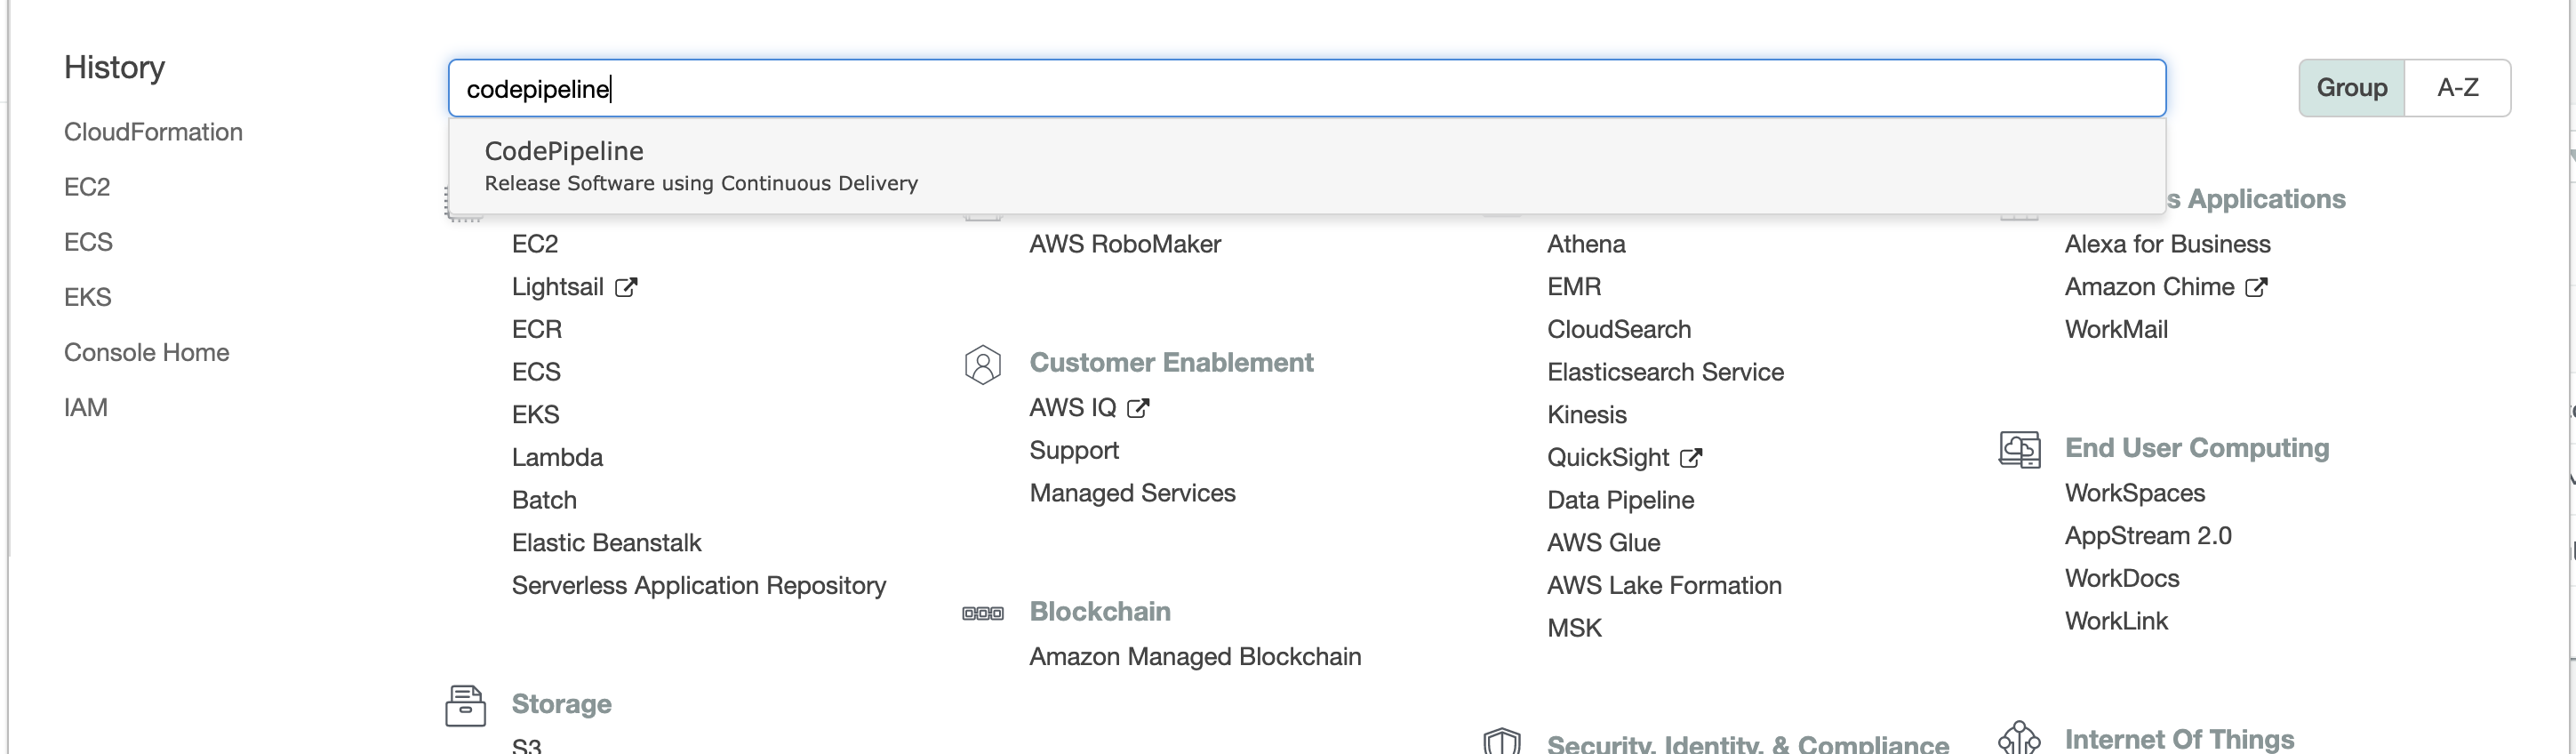 History
CloudFormation
EC2
ECS
EKS
Console Home
IAM
codepipeline
CodePipeline
Release Software using Continuous Delivery
Group
A-Z
EC2
Lightsail
ECR
ECS
EKS
Lambda
Batch
Elastic Beanstalk
Serverless Application Repository
Storage
S3
AWS RoboMaker
Customer Enablement
AWS IQ
Support
Managed Services
Blockchain
Amazon Managed Blockchain
Athena
EMR
CloudSearch
Elasticsearch Service
Kinesis
QuickSight
Data Pipeline
AWS Glue
AWS Lake Formation
MSK
Security, Identity, & Compliance
s Applications
Alexa for Business
Amazon Chime
WorkMail
End User Computing
WorkSpaces
AppStream 2.0
WorkDocs
WorkLink
Internet Of Things